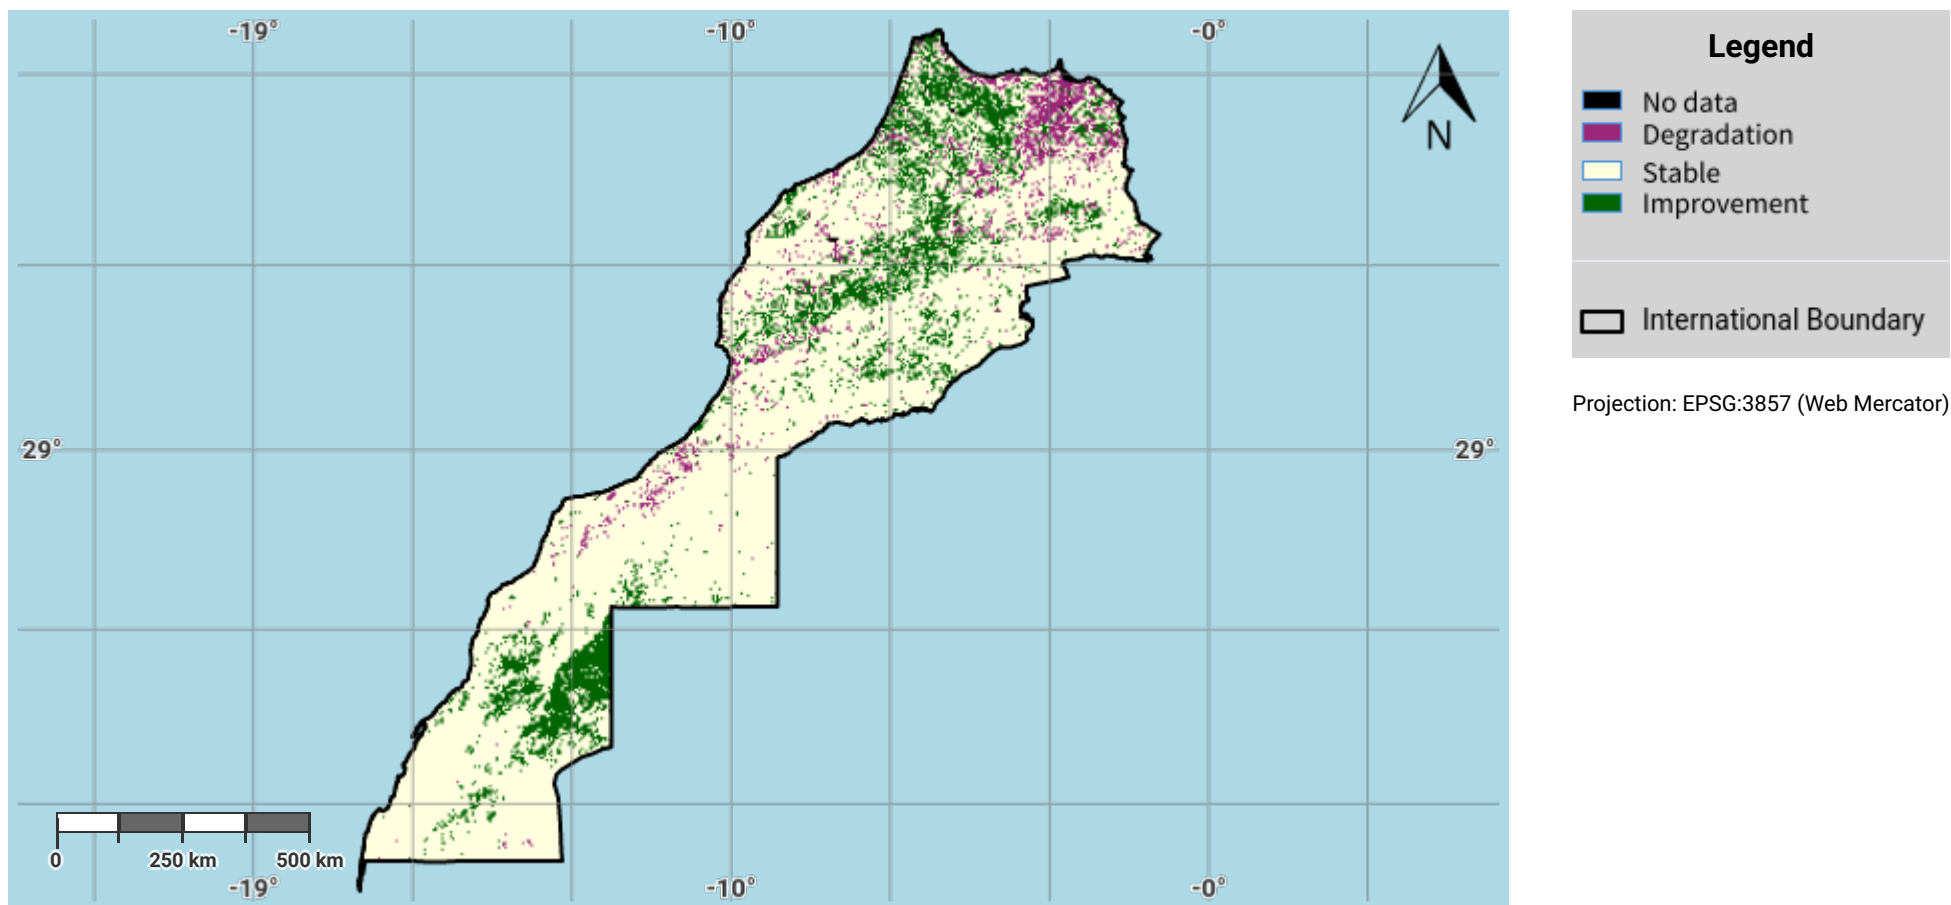 -19° -10° -0°
N
29° 29°
0 250 km 500 km
-19° -10° -0°
Legend
No data
Degradation
Stable
Improvement
International Boundary
Projection: EPSG:3857 (Web Mercator)